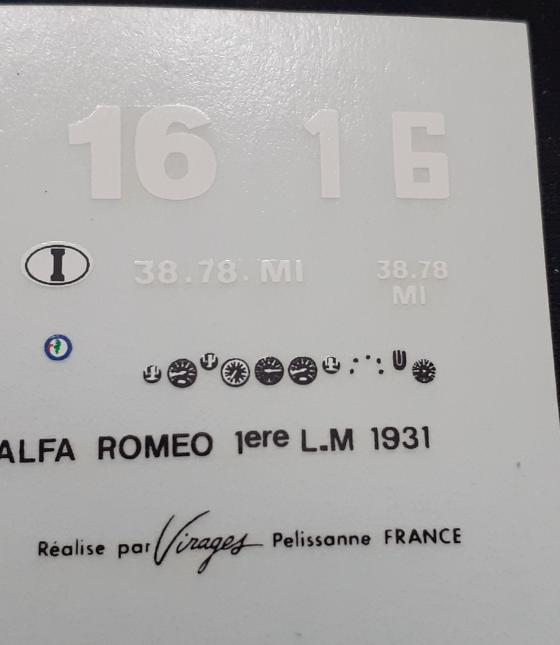 16 1 6
I 38.78.MI 38.78
MI
ALFA ROMEO 1ere L.M 1931
Réalise par Virages Pelissanne FRANCE